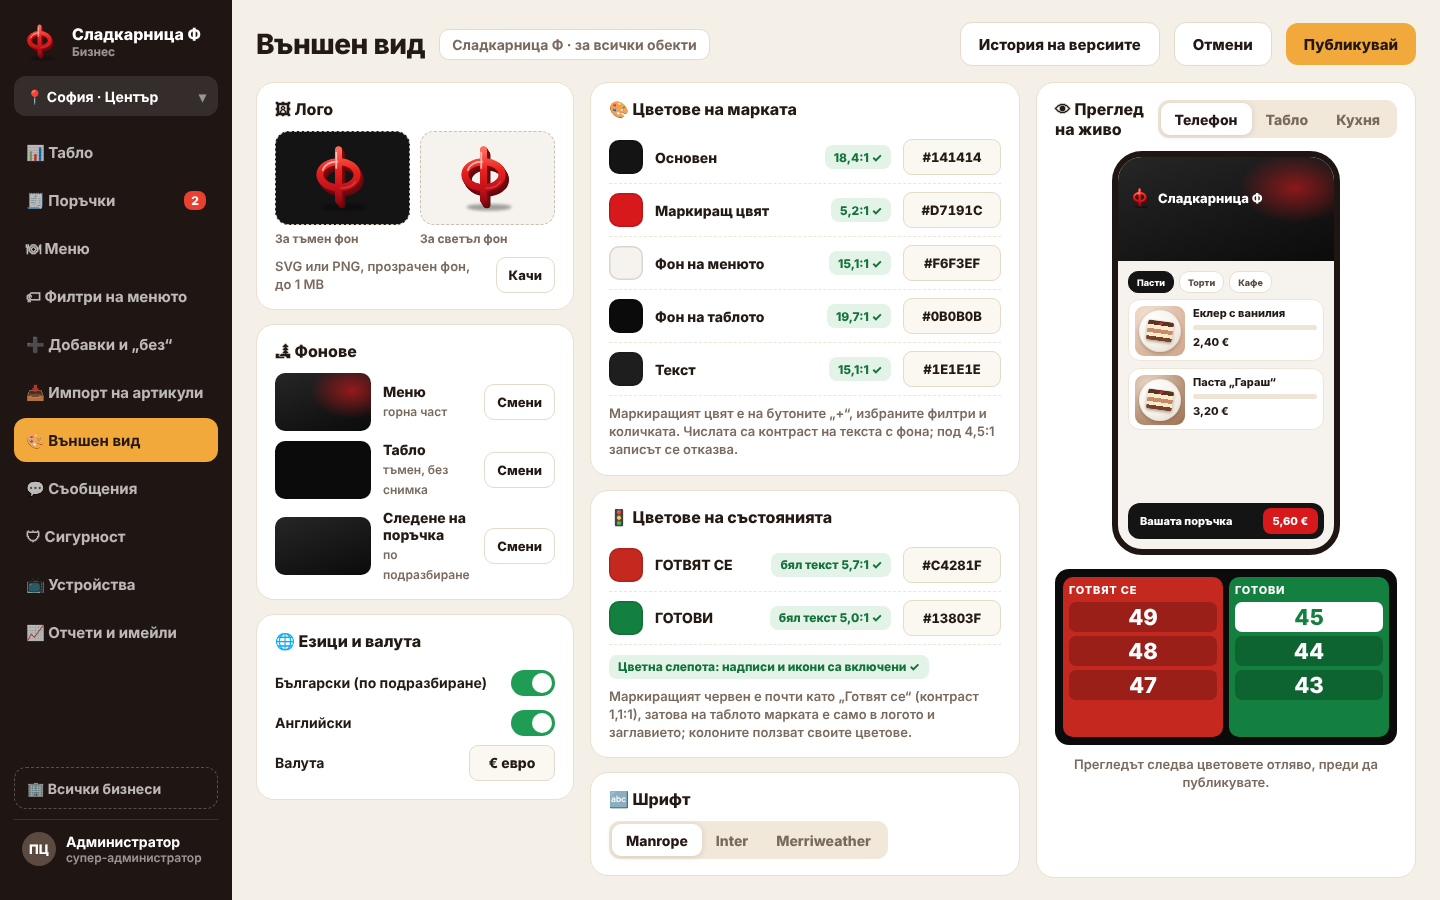 Сладкарница Ф
Бизнес
София · Център
Табло
Поръчки
2
Меню
Филтри на менюто
Добавки и „без“
Импорт на артикули
Външен вид
Съобщения
Сигурност
Устройства
Отчети и имейли
Всички бизнеси
ПЦ
Администратор
супер-администратор
Външен вид
Сладкарница Ф · за всички обекти
История на версиите
Отмени
Публикувай
Лого
За тъмен фон
За светъл фон
SVG или PNG, прозрачен фон,
до 1 MB
Качи
Фонове
Меню
горна част
Смени
Табло
тъмен, без
снимка
Смени
Следене на
поръчка
по
подразбиране
Смени
Езици и валута
Български (по подразбиране)
Английски
Валута
€ евро
Цветове на марката
Основен
18,4:1 ✓
#141414
Маркиращ цвят
5,2:1 ✓
#D7191C
Фон на менюто
15,1:1 ✓
#F6F3EF
Фон на таблото
19,7:1 ✓
#0B0B0B
Текст
15,1:1 ✓
#1E1E1E
Маркиращият цвят е на бутоните „+“, избраните филтри и
количката. Числата са контраст на текста с фона; под 4,5:1
записът се отказва.
Цветове на състоянията
ГОТВЯТ СЕ
бял текст 5,7:1 ✓
#C4281F
ГОТОВИ
бял текст 5,0:1 ✓
#13803F
Цветна слепота: надписи и икони са включени ✓
Маркиращият червен е почти като „Готвят се“ (контраст
1,1:1), затова на таблото марката е само в логото и
заглавието; колоните ползват своите цветове.
abc Шрифт
Manrope
Inter
Merriweather
Преглед
на живо
Телефон
Табло
Кухня
Сладкарница Ф
Пасти
Торти
Кафе
Еклер с ванилия
2,40 €
Паста „Гараш“
3,20 €
Вашата поръчка
5,60 €
ГОТВЯТ СЕ
49
48
47
ГОТОВИ
45
44
43
Прегледът следва цветовете отляво, преди да
публикувате.